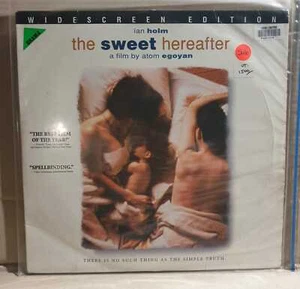 WIDESCREEN EDITION
ian holm
the sweet hereafter
a film by atom egoyan
"THE BEST FILM
OF THE YEAR!"
"SPELLBINDING."
THERE IS NO SUCH THING AS THE SIMPLE TRUTH